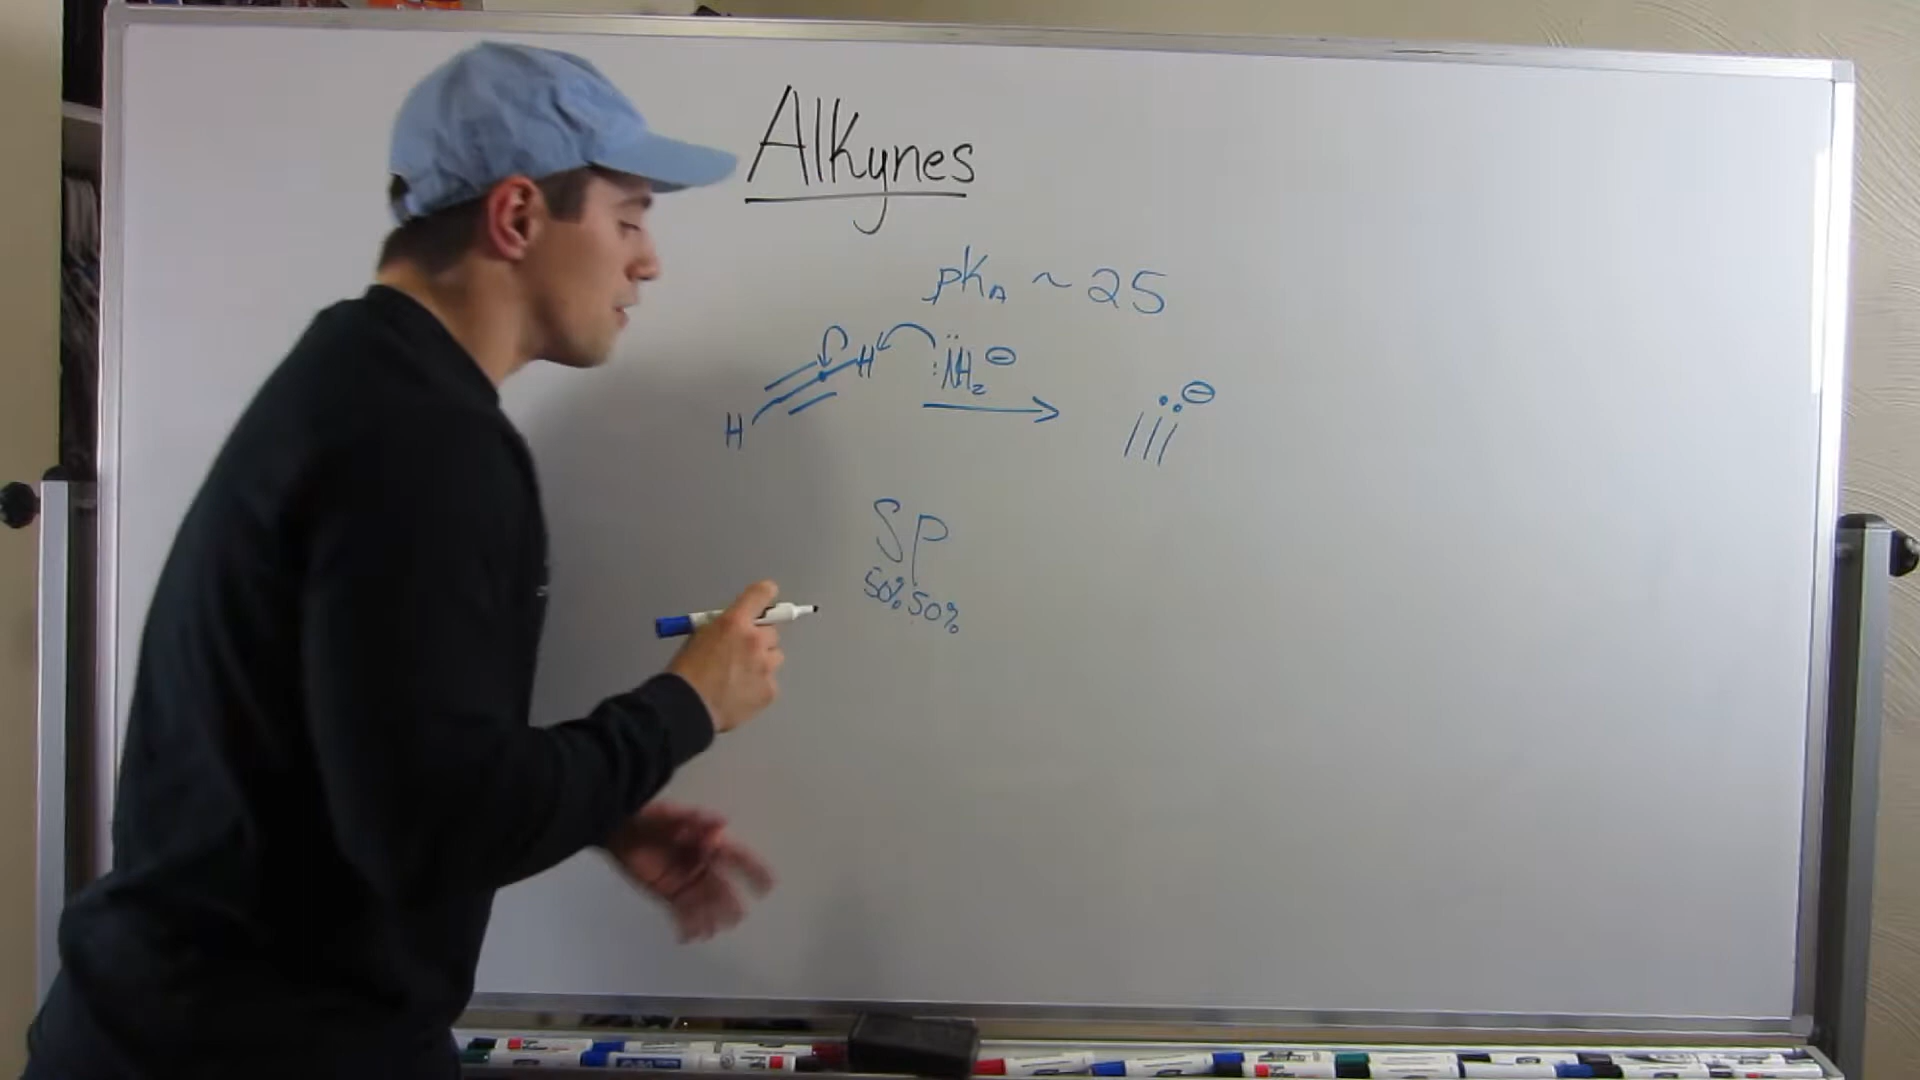 Alkynes
pKA ~ 25
H H :NH2⊖
⊖
Sp
50% 50%